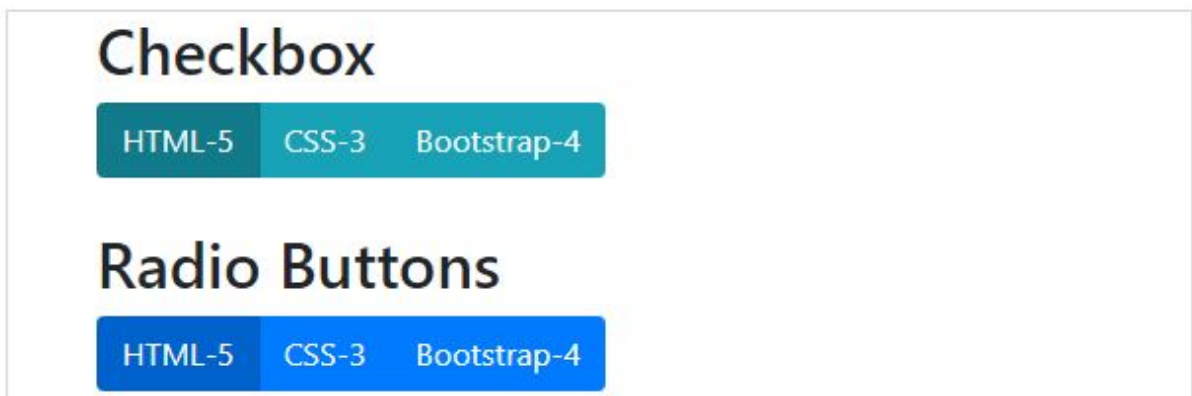 Checkbox
HTML-5 CSS-3 Bootstrap-4
Radio Buttons
HTML-5 CSS-3 Bootstrap-4